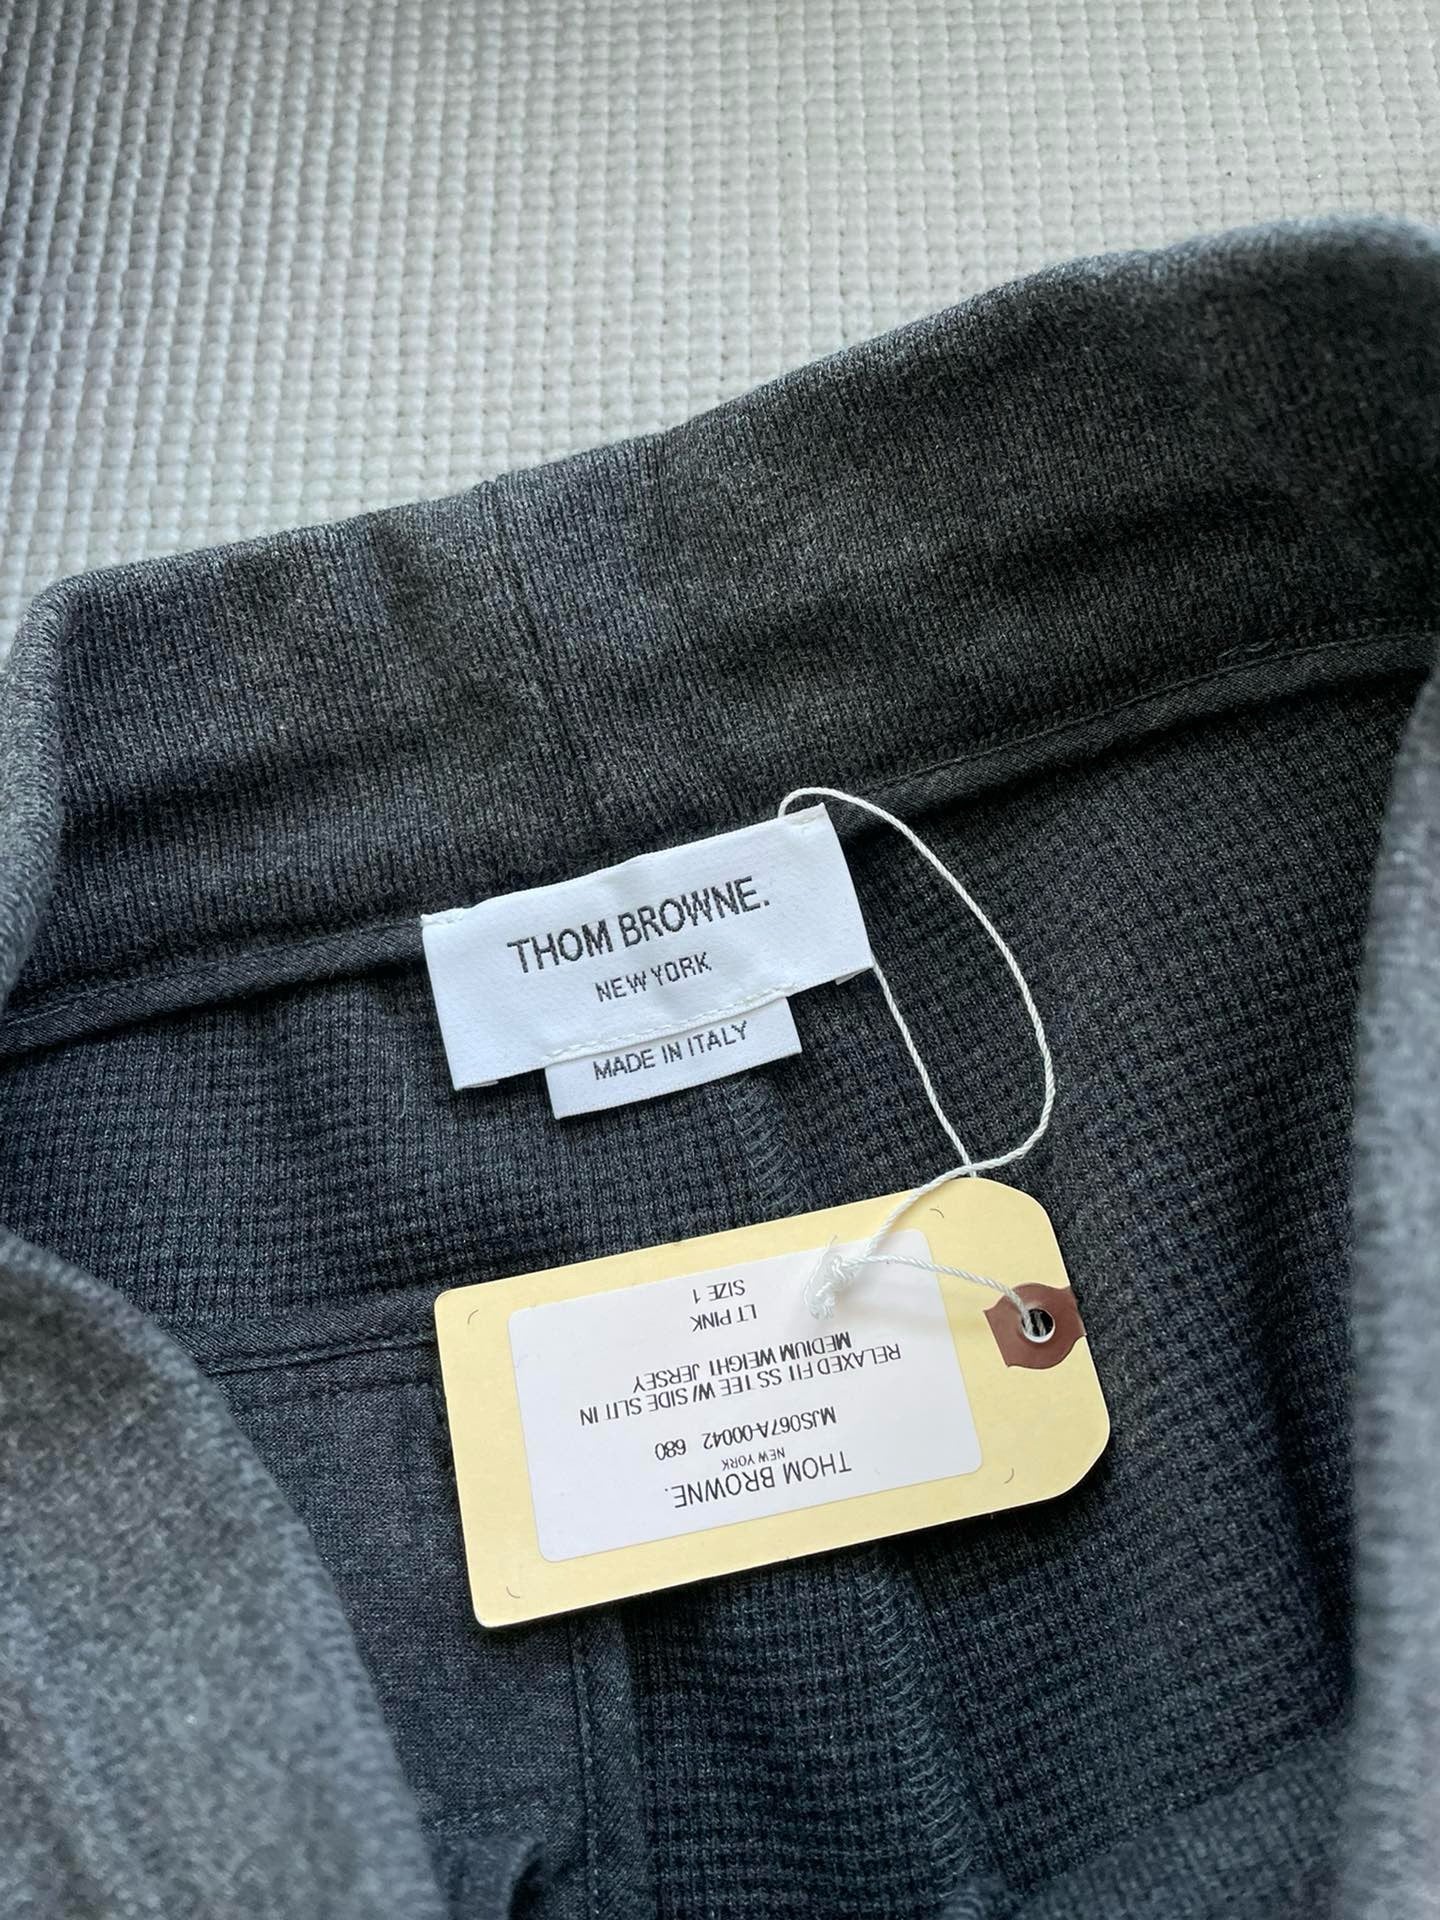 THOM BROWNE.
NEW YORK
MADE IN ITALY
THOM BROWNE.
NEW YORK
MJS067A-00042 680
RELAXED FIT SS TEE W/ SIDE SLIT IN
MEDIUM WEIGHT JERSEY
LT PINK
SIZE 1